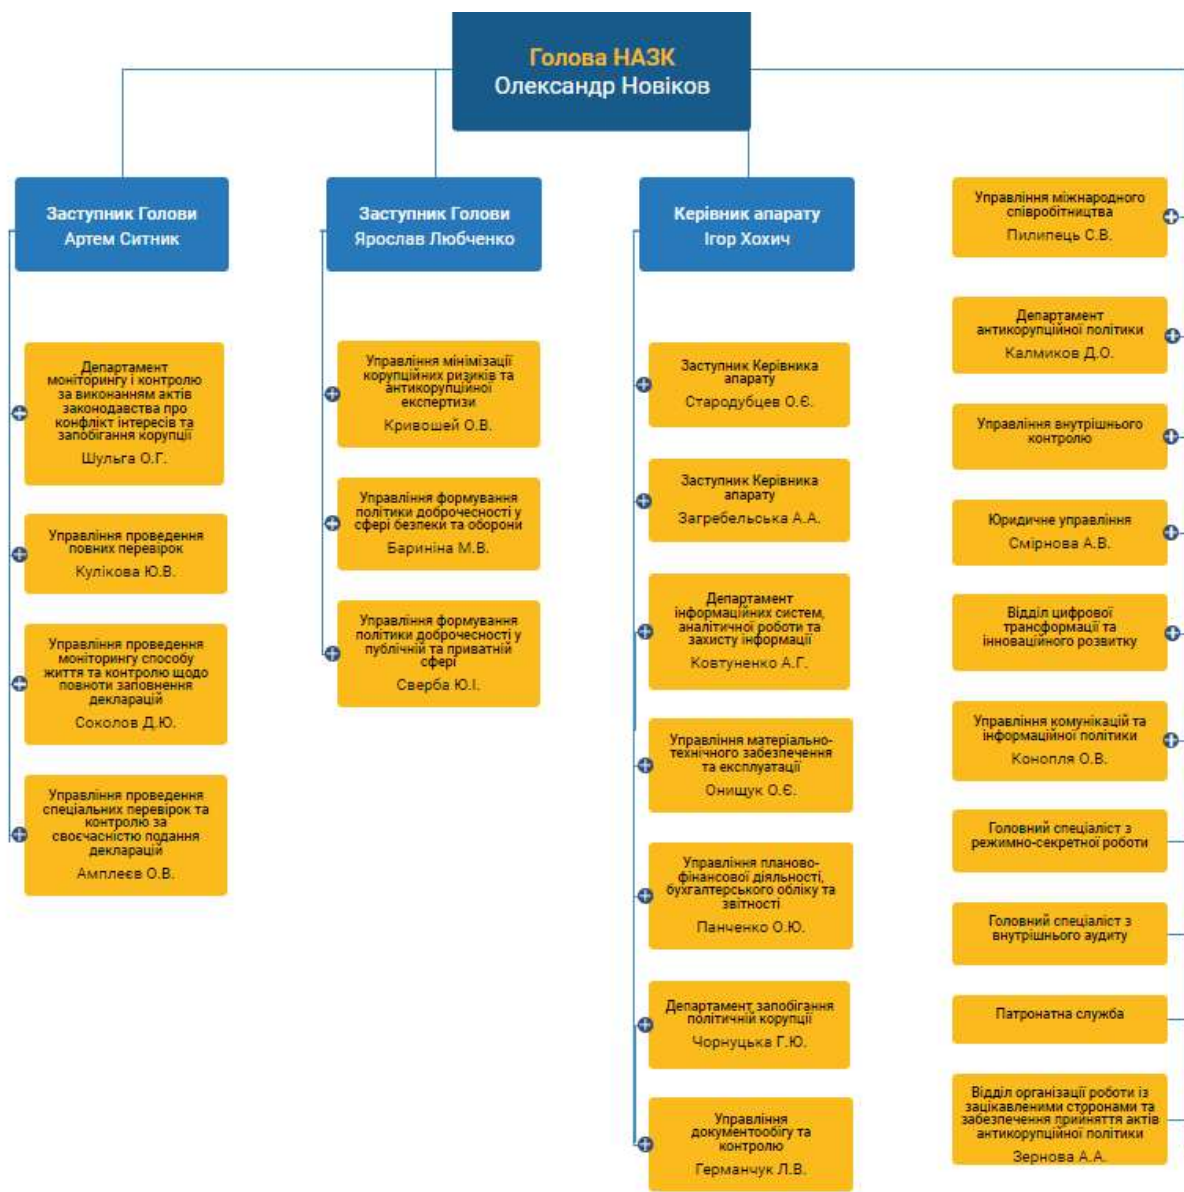 Голова НАЗК
Олександр Новіков
Заступник Голови
Артем Ситник
Департамент
моніторингу і контролю
за виконанням актів
законодавства про
конфлікт інтересів та
запобігання корупції
Шульга О.Г.
Управління проведення
повних перевірок
Кулікова Ю.В.
Управління проведення
моніторингу способу
життя та контролю щодо
повноти заповнення
декларацій
Соколов Д.Ю.
Управління проведення
спеціальних перевірок та
контролю за
своєчасністю подання
декларацій
Амплеєв О.В.
Заступник Голови
Ярослав Любченко
Управління мінімізації
корупційних ризиків та
антикорупційної
експертизи
Кривошей О.В.
Управління формування
політики доброчесності у
сфері безпеки та оборони
Бариніна М.В.
Управління формування
політики доброчесності у
публічній та приватній
сфері
Сверба Ю.І.
Керівник апарату
Ігор Хохич
Заступник Керівника
апарату
Стародубцев О.Є.
Заступник Керівника
апарату
Загребельська А.А.
Департамент
інформаційних систем,
аналітичної роботи та
захисту інформації
Ковтуненко А.Г.
Управління матеріально-
технічного забезпечення
та експлуатації
Онищук О.Є.
Управління планово-
фінансової діяльності,
бухгалтерського обліку та
звітності
Панченко О.Ю.
Департамент запобігання
політичній корупції
Чорнуцька Г.Ю.
Управління
документообігу та
контролю
Германчук Л.В.
Управління міжнародного
співробітництва
Пилипець С.В.
Департамент
антикорупційної політики
Калмиков Д.О.
Управління внутрішнього
контролю
Юридичне управління
Смірнова А.В.
Відділ цифрової
трансформації та
інноваційного розвитку
Управління комунікацій та
інформаційної політики
Конопля О.В.
Головний спеціаліст з
режимно-секретної роботи
Головний спеціаліст з
внутрішнього аудиту
Патронатна служба
Відділ організації роботи із
зацікавленими сторонами та
забезпечення прийняття актів
антикорупційної політики
Зернова А.А.